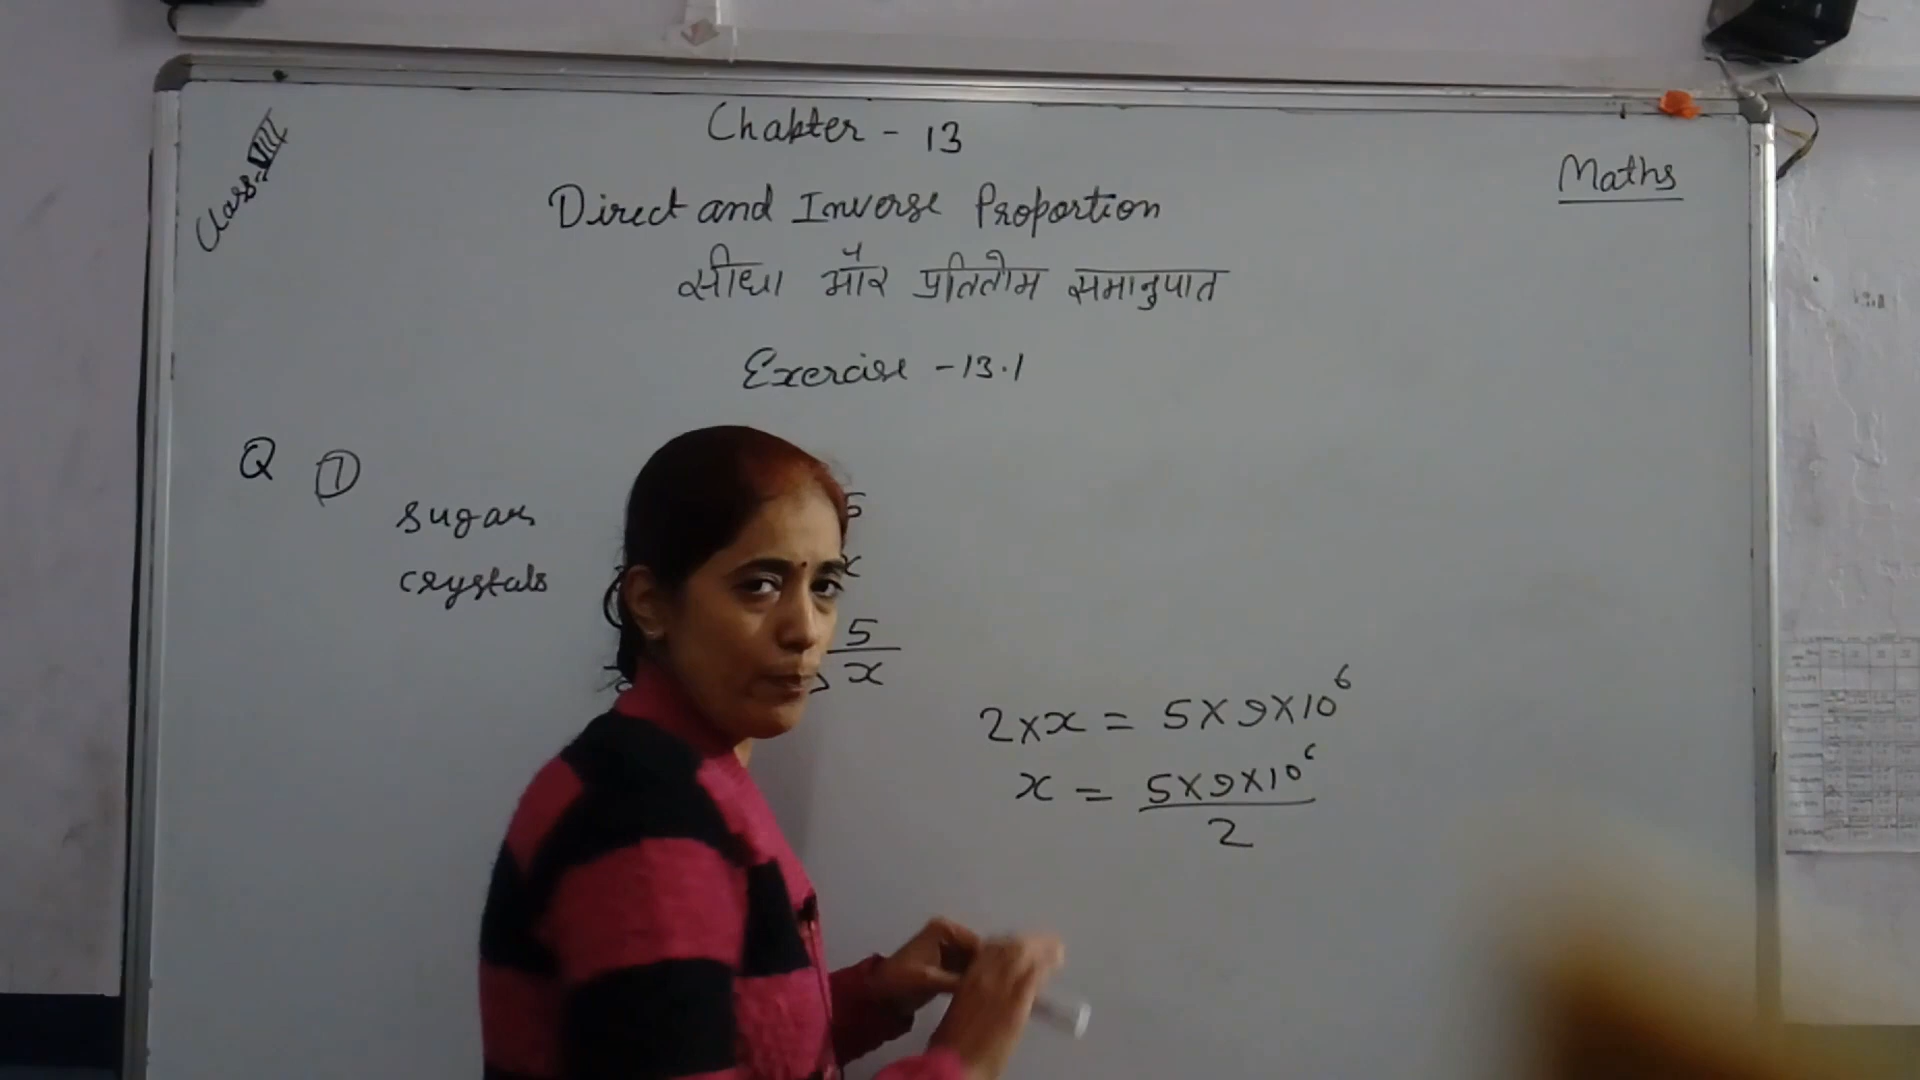 Class-VIII
Chapter - 13
Maths
Direct and Inverse Proportion
सीधा और प्रतिलोम समानुपात
Exercise - 13.1
Q 1
sugar 5
crystals x
5
x
2 × x = 5 × 9 × 10⁶
x = 5 × 9 × 10⁶
2